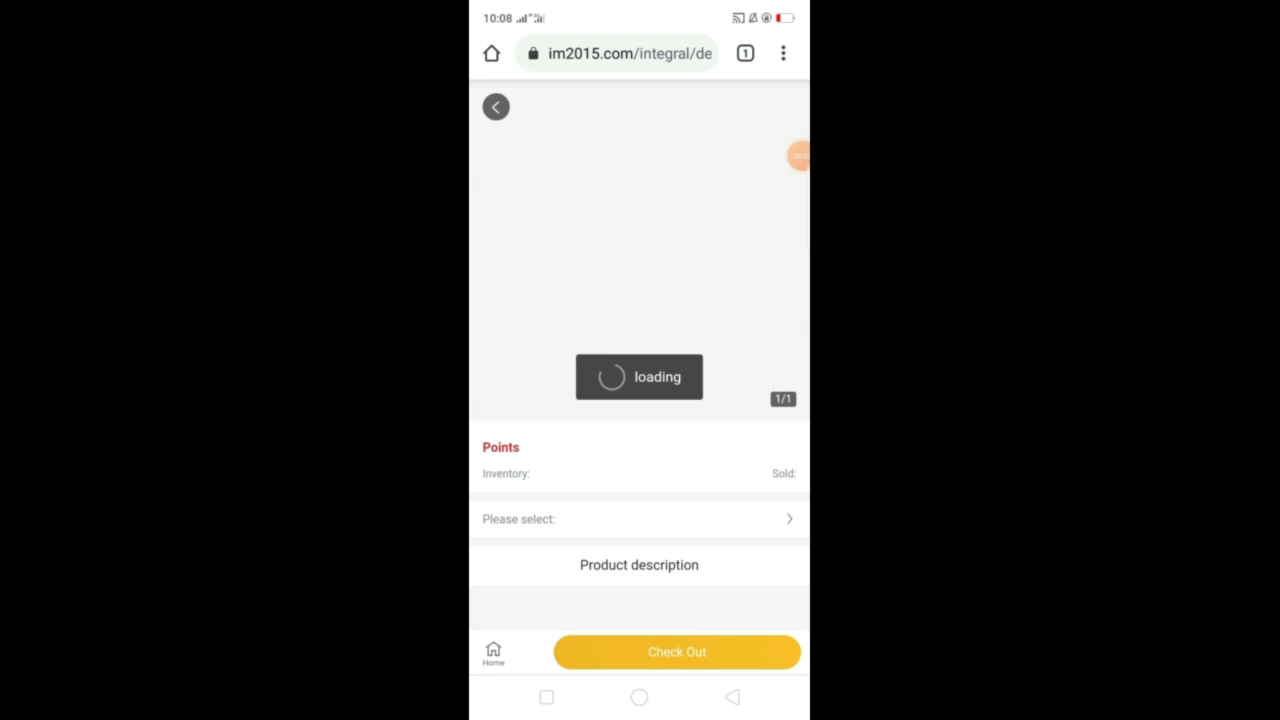 10:08
im2015.com/integral/de
1
loading
1/1
Points
Inventory:
Sold:
Please select:
Product description
Home
Check Out